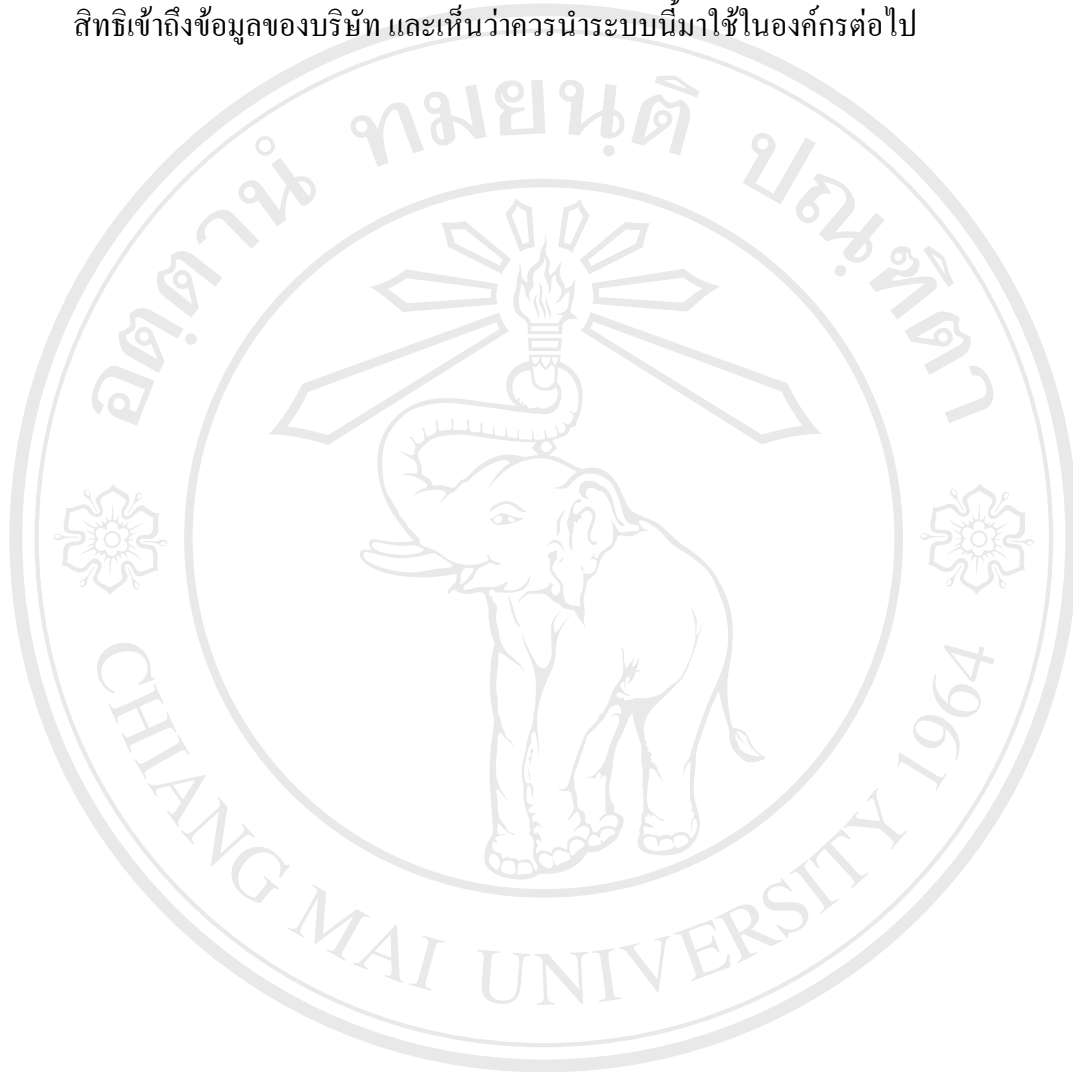 สิทธิเข้าถึงข้อมูลของบริษัท และเห็นว่าควรนำระบบนี้มาใช้ในองค์กรต่อไป
อตฺตานํ ทมยนฺติ ปณฺฑิตา
CHIANG MAI UNIVERSITY 1964